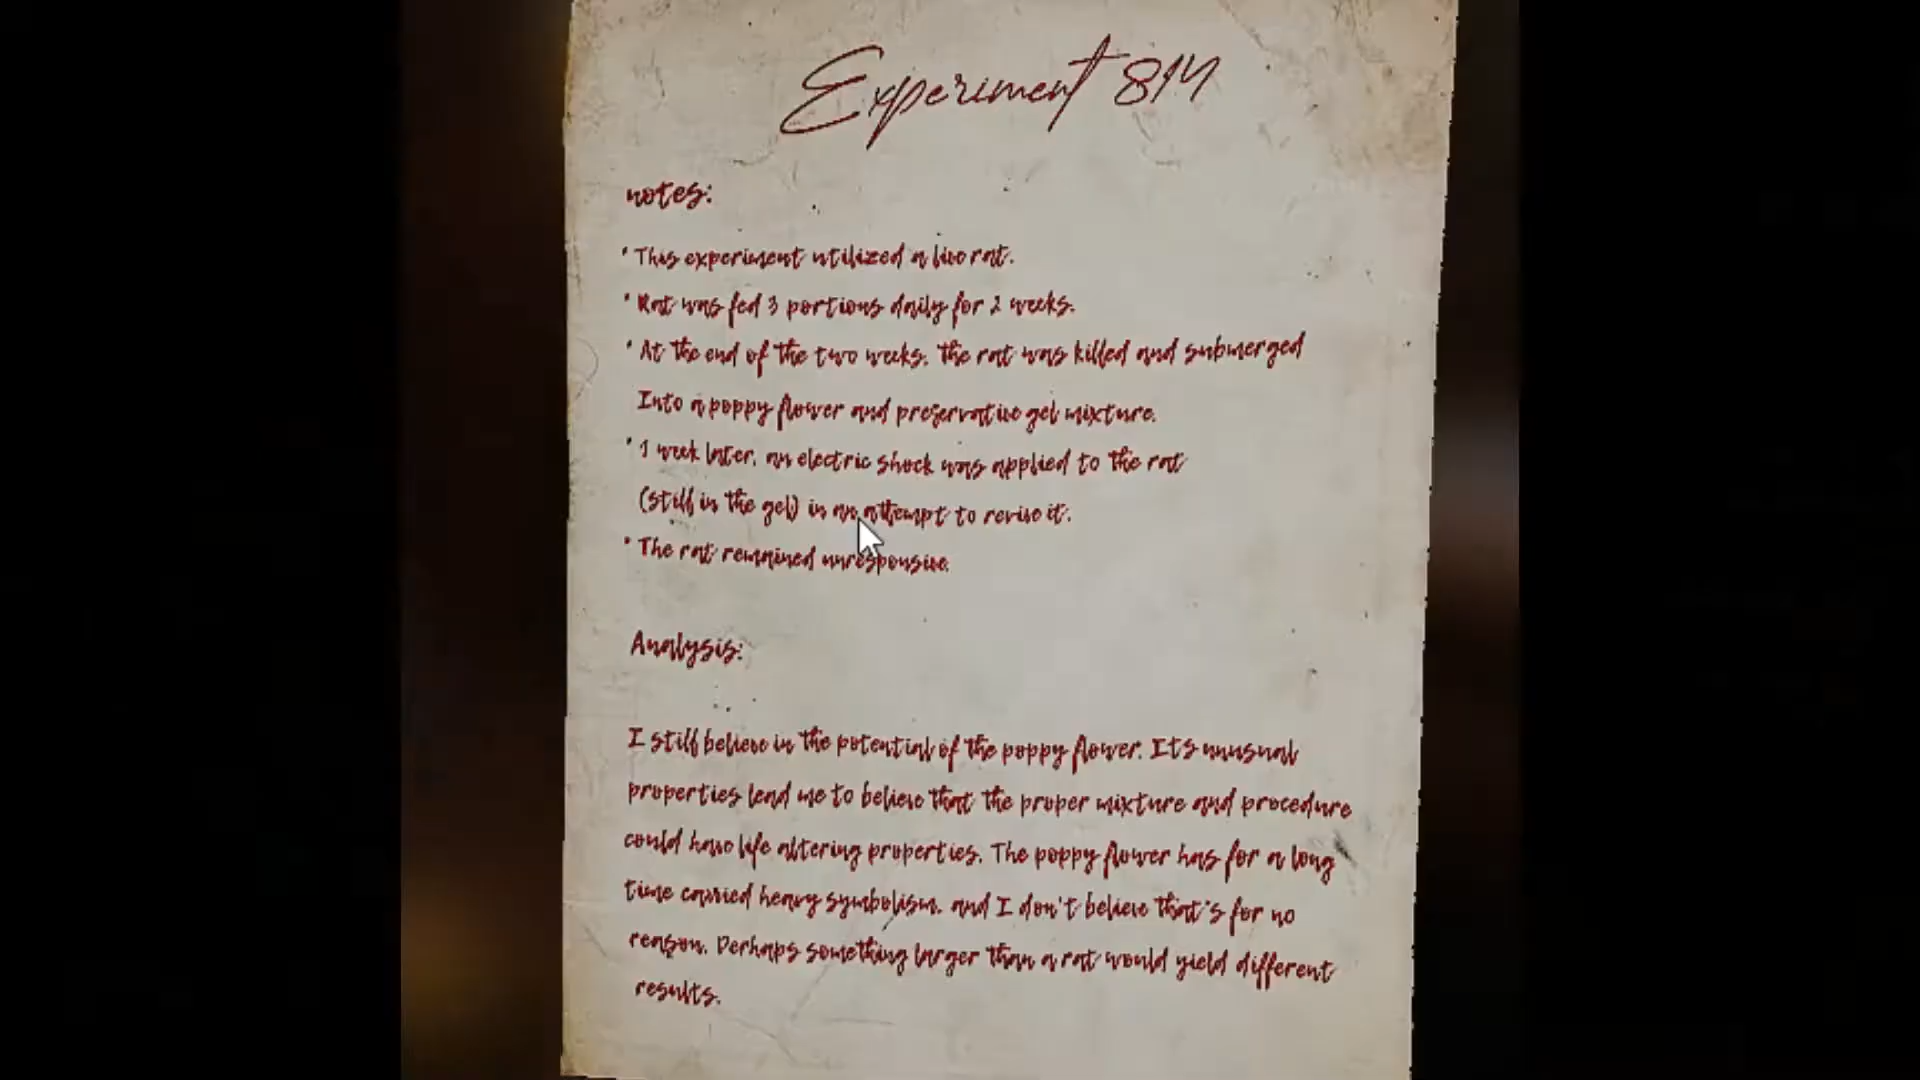 Experiment 814
notes:
• This experiment utilized a live rat.
• Rat was fed 3 portions daily for 2 weeks.
• At the end of the two weeks, the rat was killed and submerged
Into a poppy flower and preservative gel mixture.
• 1 week later, an electric shock was applied to the rat
(still in the gel) in an attempt to revive it.
• The rat remained unresponsive.
Analysis:
I still believe in the potential of the poppy flower. Its unusual
properties lead me to believe that the proper mixture and procedure
could have life altering properties. The poppy flower has for a long
time carried heavy symbolism, and I don't believe that's for no
reason. Perhaps something larger than a rat would yield different
results.